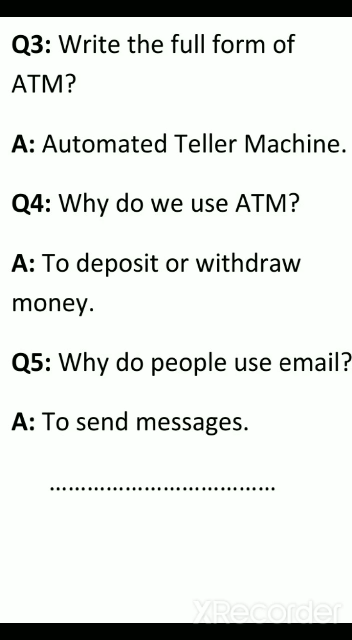 Q3: Write the full form of
ATM?
A: Automated Teller Machine.
Q4: Why do we use ATM?
A: To deposit or withdraw
money.
Q5: Why do people use email?
A: To send messages.
....................................
XRecorder